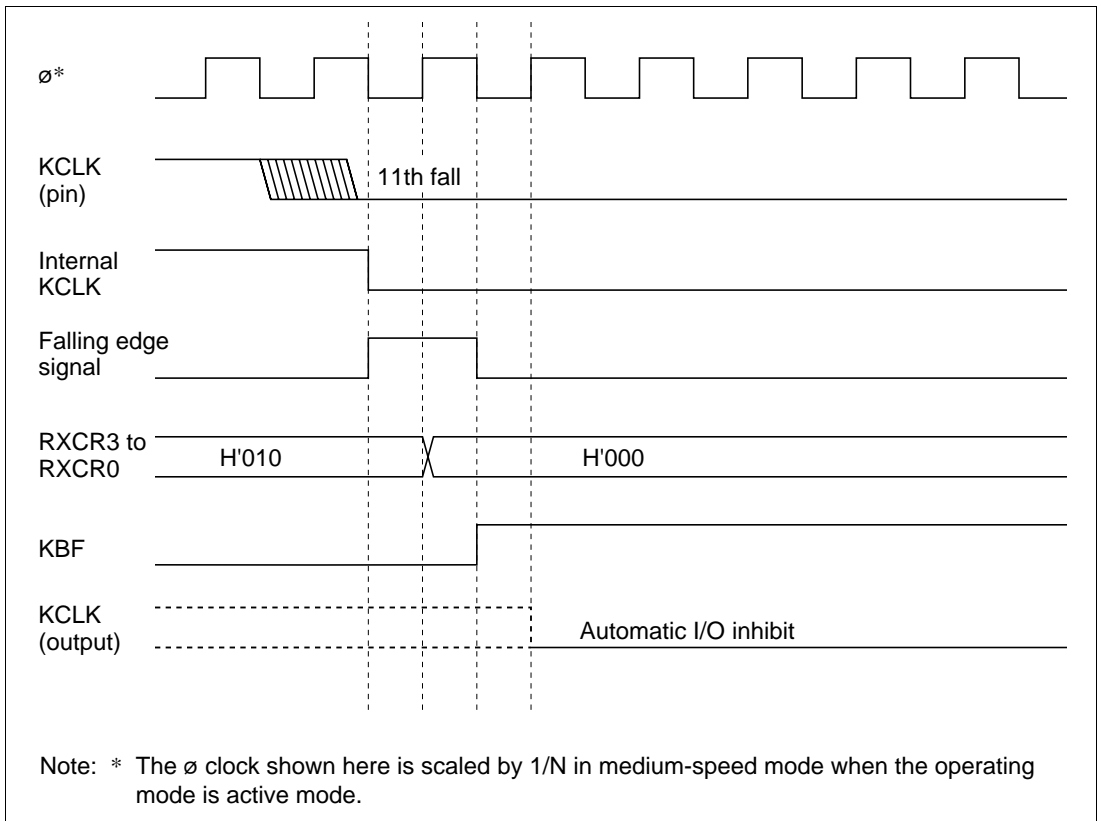 ø*
KCLK
(pin)
11th fall
Internal
KCLK
Falling edge
signal
RXCR3 to
RXCR0
H'010
H'000
KBF
KCLK
(output)
Automatic I/O inhibit
Note: * The ø clock shown here is scaled by 1/N in medium-speed mode when the operating
mode is active mode.